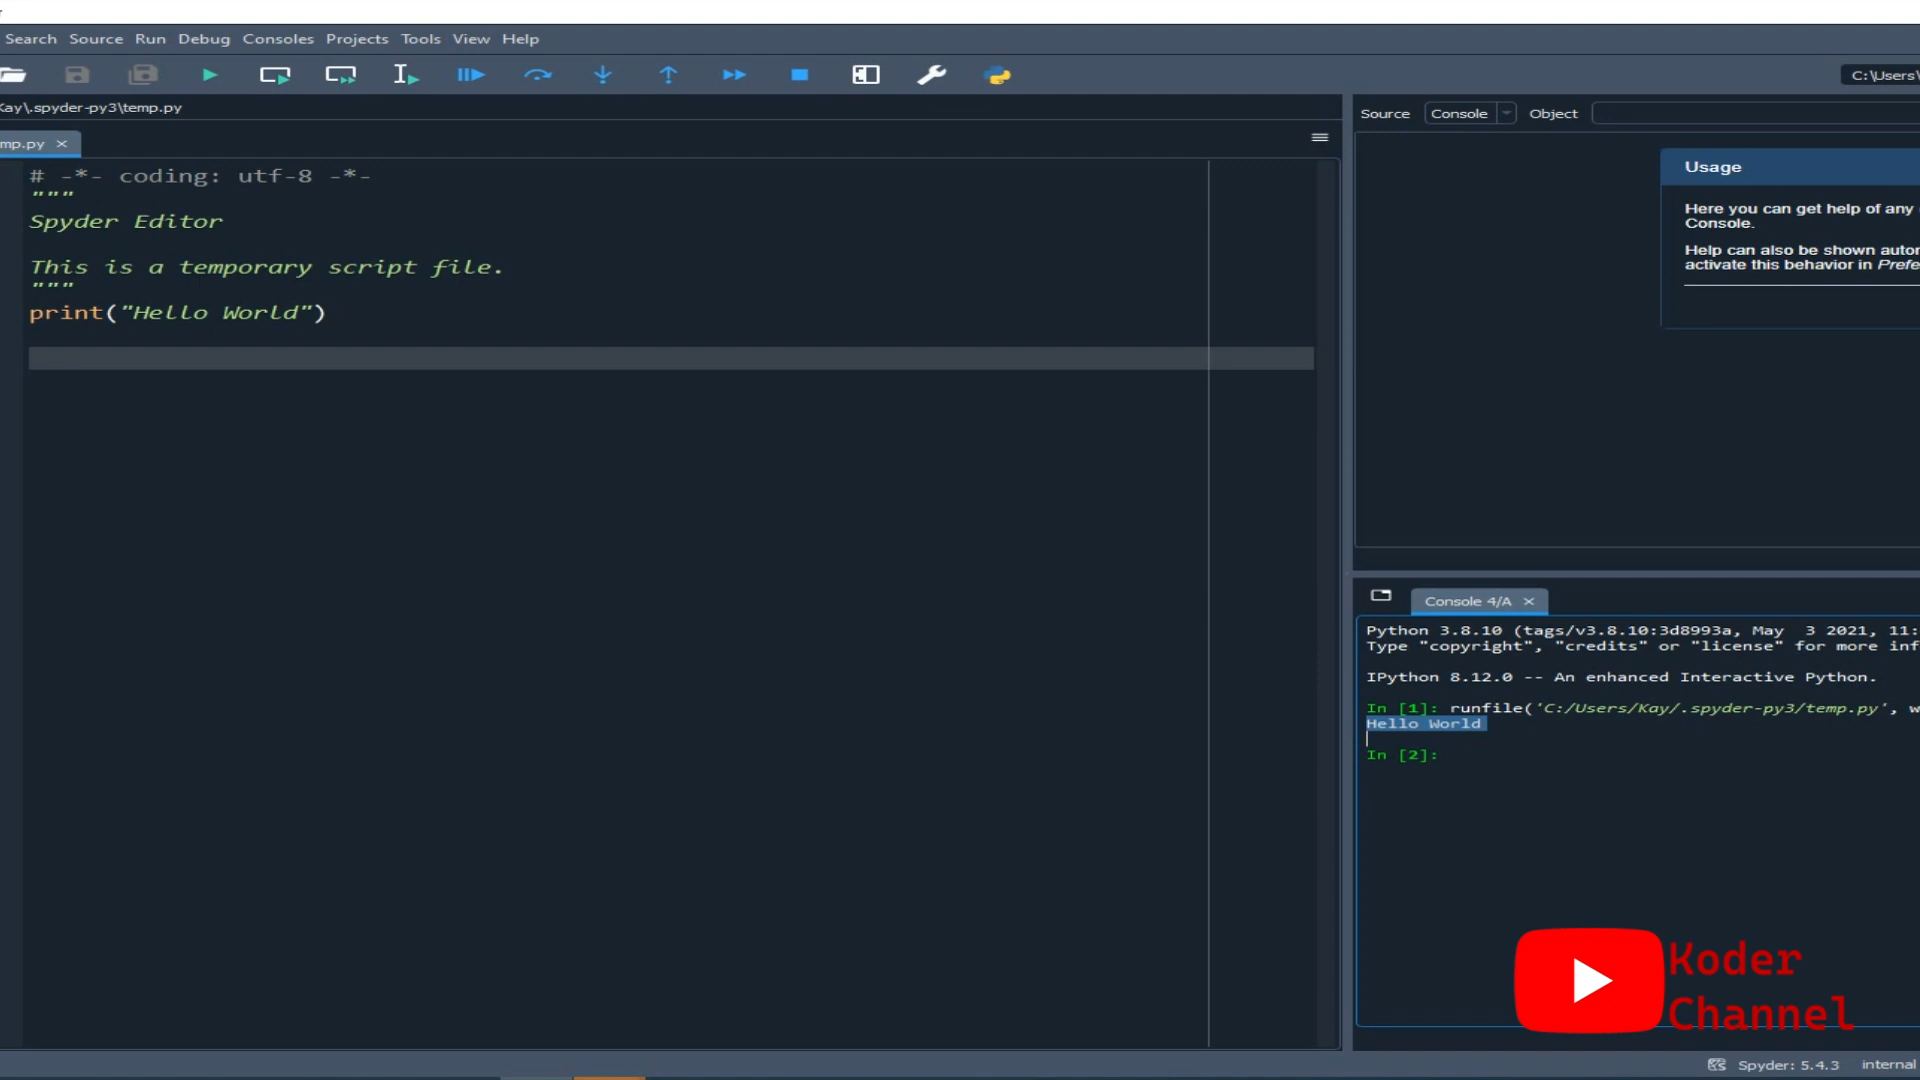 Search Source Run Debug Consoles Projects Tools View Help
C:\Users\
Kay\.spyder-py3\temp.py
mp.py
# -*- coding: utf-8 -*-
"""
Spyder Editor
This is a temporary script file.
"""
print("Hello World")
Source Console Object
Usage
Here you can get help of any
Console.
Help can also be shown autor
activate this behavior in Prefe
Console 4/A
Python 3.8.10 (tags/v3.8.10:3d8993a, May  3 2021, 11:
Type "copyright", "credits" or "license" for more inf
IPython 8.12.0 -- An enhanced Interactive Python.
In [1]: runfile('C:/Users/Kay/.spyder-py3/temp.py', w
Hello World
In [2]:
Koder
Channel
Spyder: 5.4.3 internal